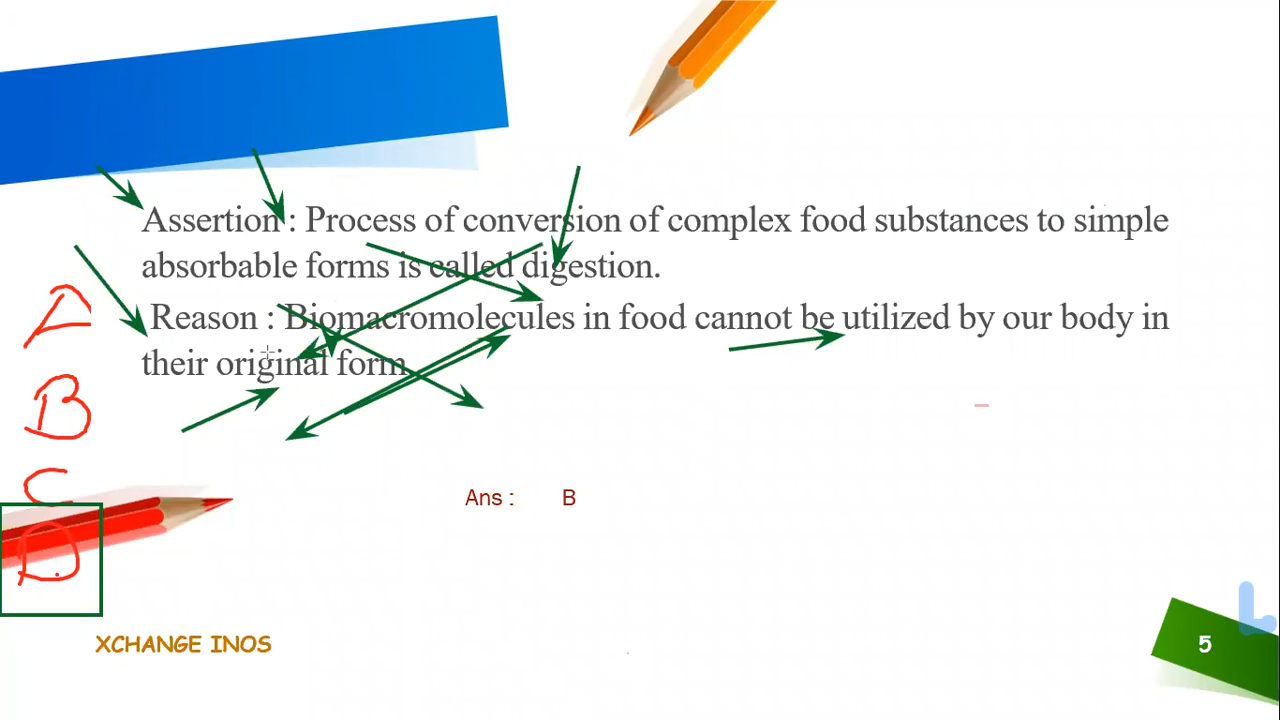 Assertion : Process of conversion of complex food substances to simple
absorbable forms is called digestion.
Reason : Biomacromolecules in food cannot be utilized by our body in
their original form
A
B
C
D
Ans : B
XCHANGE INOS
5
L